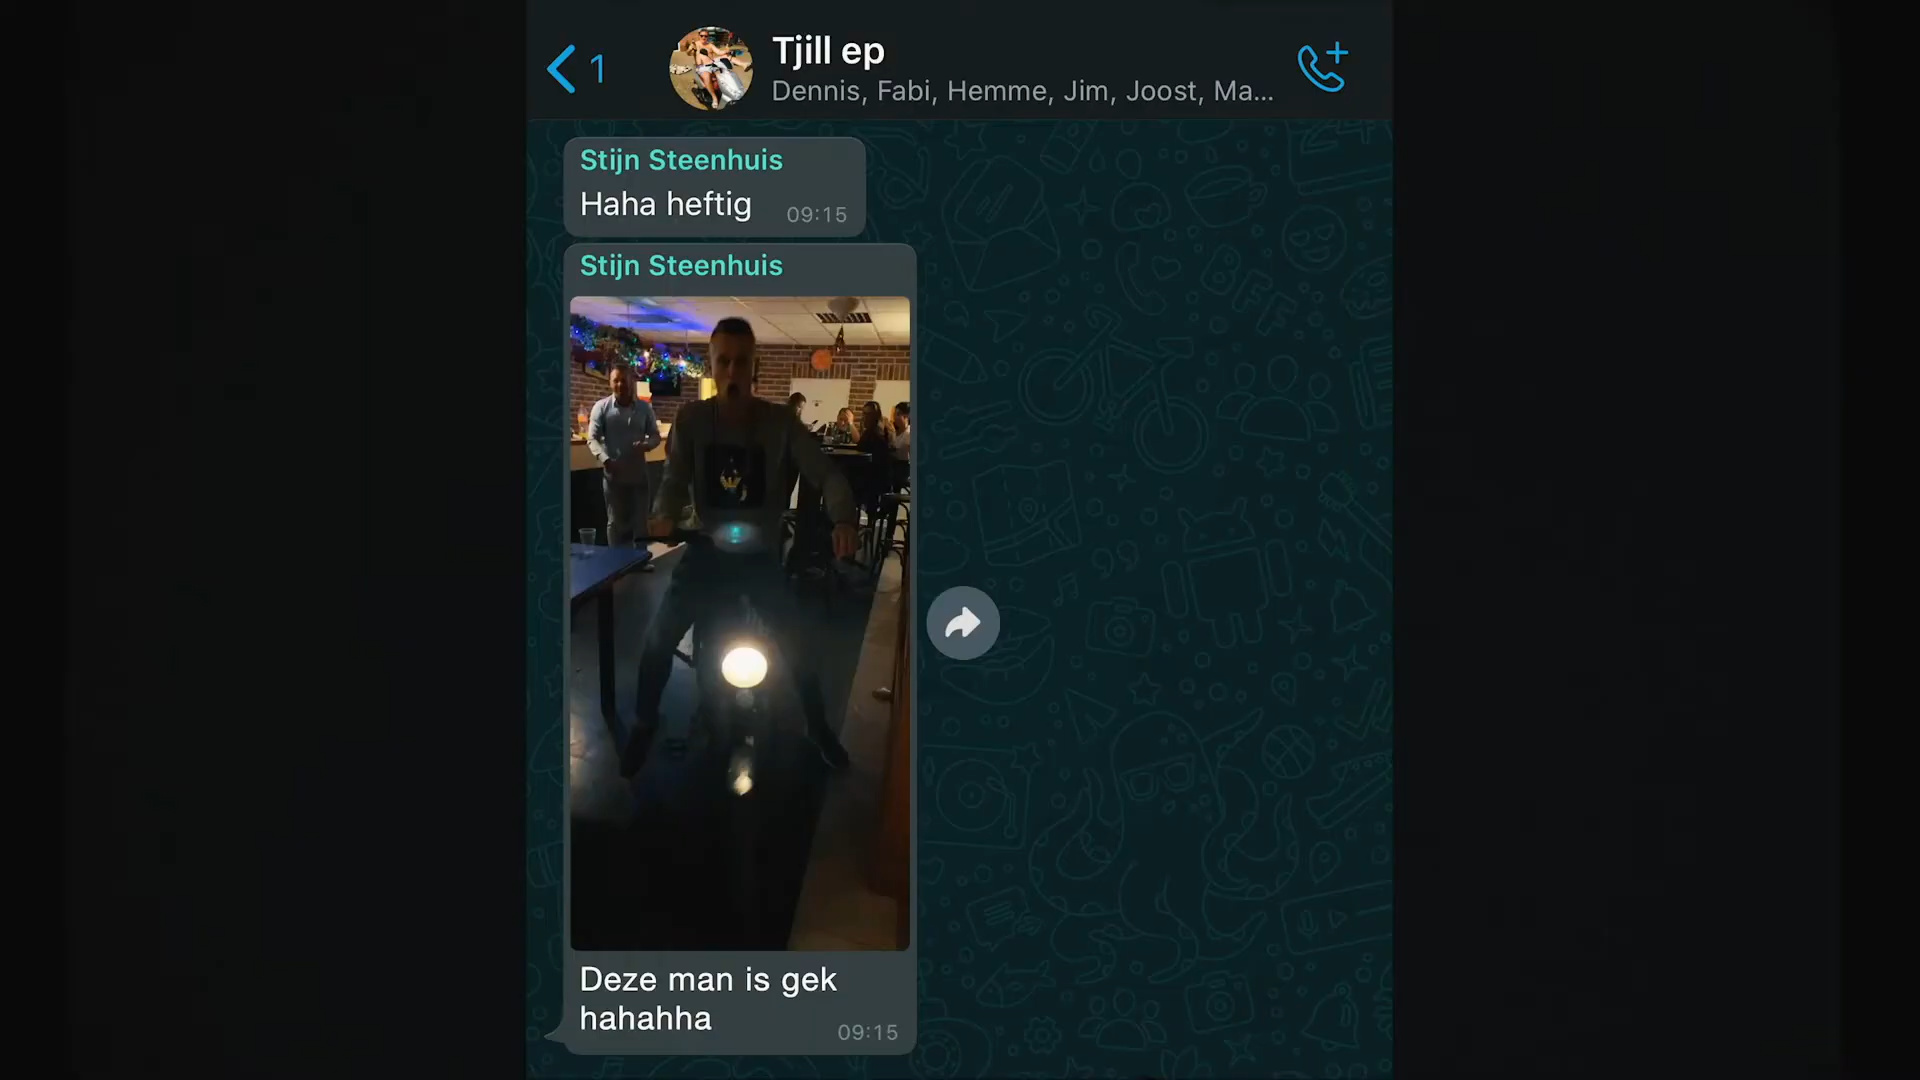 1
Tjill ep
Dennis, Fabi, Hemme, Jim, Joost, Ma...
Stijn Steenhuis
Haha heftig 09:15
Stijn Steenhuis
Deze man is gek
hahahha 09:15